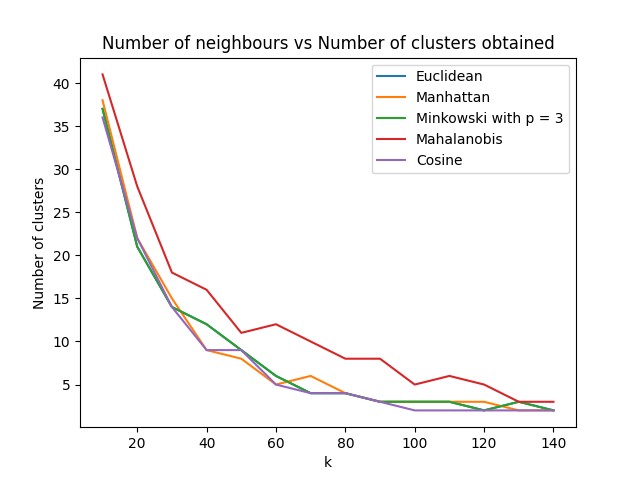 Number of neighbours vs Number of clusters obtained
Euclidean
Manhattan
Minkowski with p = 3
Mahalanobis
Cosine
Number of clusters
40
35
30
25
20
15
10
5
20 40 60 80 100 120 140
k